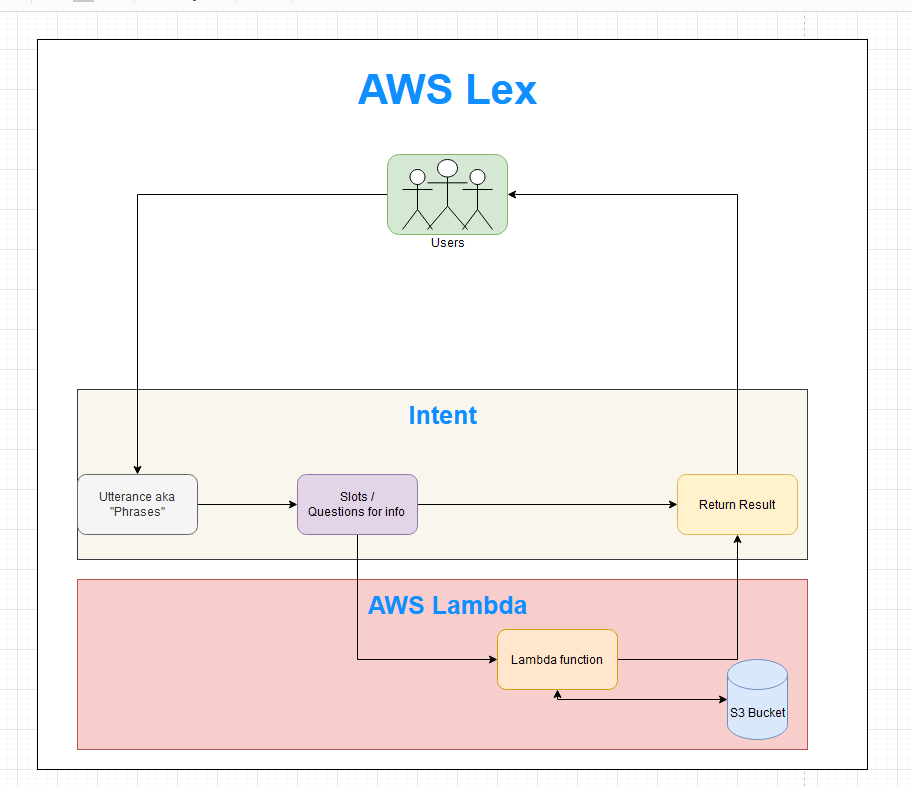 AWS Lex
Users
Intent
Utterance aka
"Phrases"
Slots /
Questions for info
Return Result
AWS Lambda
Lambda function
S3 Bucket